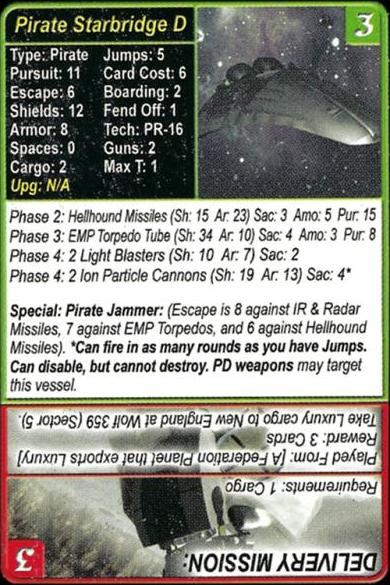 Pirate Starbridge D
3
Type: Pirate Jumps: 5
Pursuit: 11 Card Cost: 6
Escape: 6 Boarding: 2
Shields: 12 Fend Off: 1
Armor: 8 Tech: PR-16
Spaces: 0 Guns: 2
Cargo: 2 Max T: 1
Upg: N/A
Phase 2: Hellhound Missiles (Sh: 15 Ar: 23) Sac: 3 Amo: 5 Pur: 15
Phase 3: EMP Torpedo Tube (Sh: 34 Ar: 10) Sac: 4 Amo: 3 Pur: 8
Phase 4: 2 Light Blasters (Sh: 10 Ar: 7) Sac: 2
Phase 4: 2 Ion Particle Cannons (Sh: 19 Ar: 13) Sac: 4*
Special: Pirate Jammer: (Escape is 8 against IR & Radar
Missiles, 7 against EMP Torpedos, and 6 against Hellhound
Missiles). *Can fire in as many rounds as you have Jumps.
Can disable, but cannot destroy. PD weapons may target
this vessel.
DELIVERY MISSION:
£
Requirements: 1 Cargo
[Played From: [A Federation Planet that exports Luxury]
Reward: 3 Cards
Take Luxury cargo to New England at Wolf 359 (Sector 5).